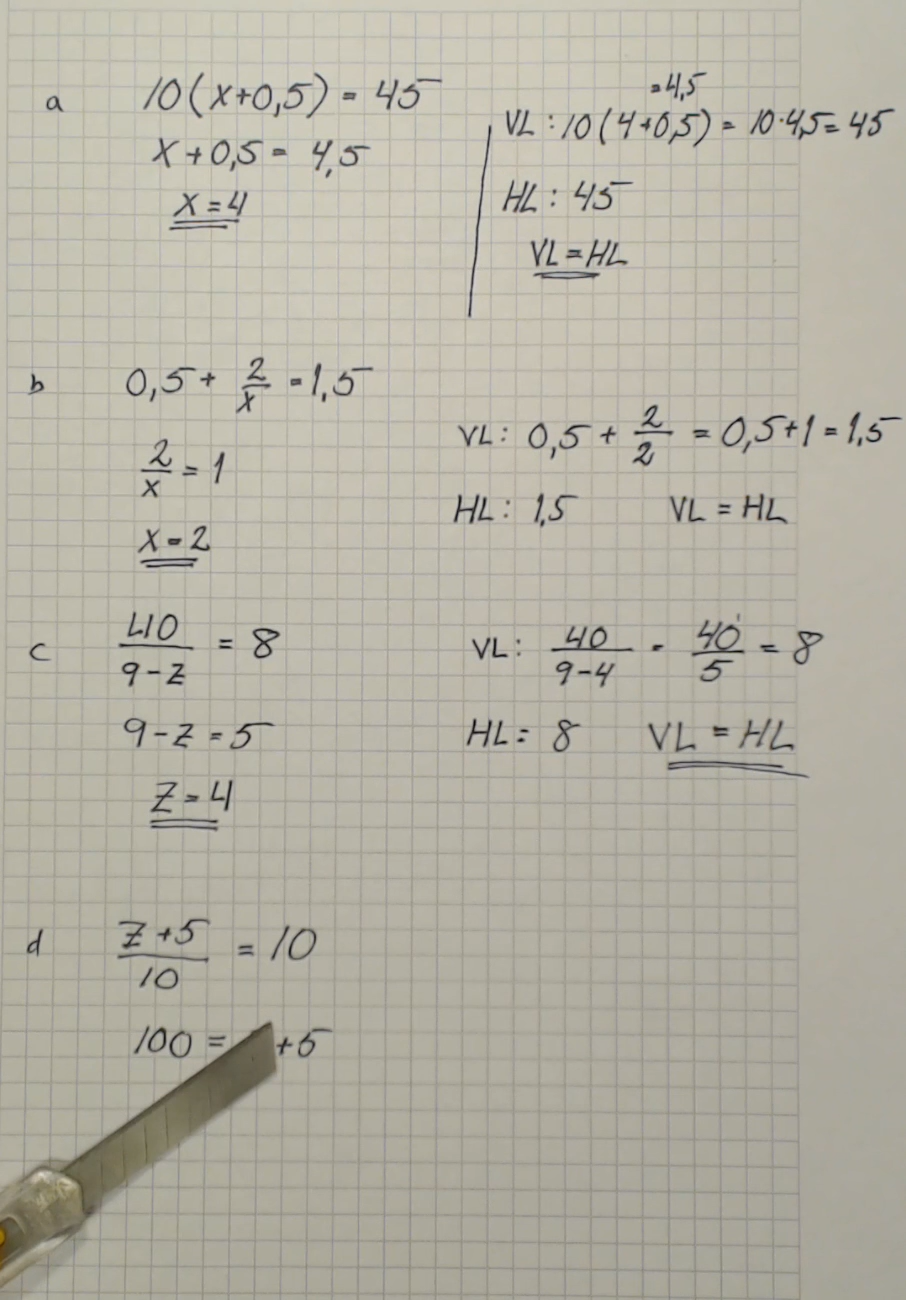 a 10(x+0,5) = 45
x+0,5 = 4,5
x=4
=4,5
VL: 10(4+0,5) = 10·4,5 = 45
HL: 45
VL=HL
b 0,5 + 2/x = 1,5
2/x = 1
x=2
VL: 0,5 + 2/2 = 0,5+1 = 1,5
HL: 1,5 VL = HL
c 40/(9-z) = 8
9-z = 5
z=4
VL: 40/(9-4) = 40/5 = 8
HL= 8 VL = HL
d (z+5)/10 = 10
100 = +5